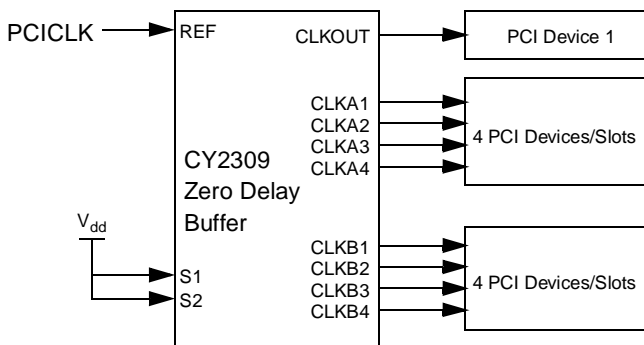 PCICLK
REF
CLKOUT
PCI Device 1
CLKA1
CLKA2
CLKA3
CLKA4
4 PCI Devices/Slots
CY2309
Zero Delay
Buffer
Vdd
S1
S2
CLKB1
CLKB2
CLKB3
CLKB4
4 PCI Devices/Slots